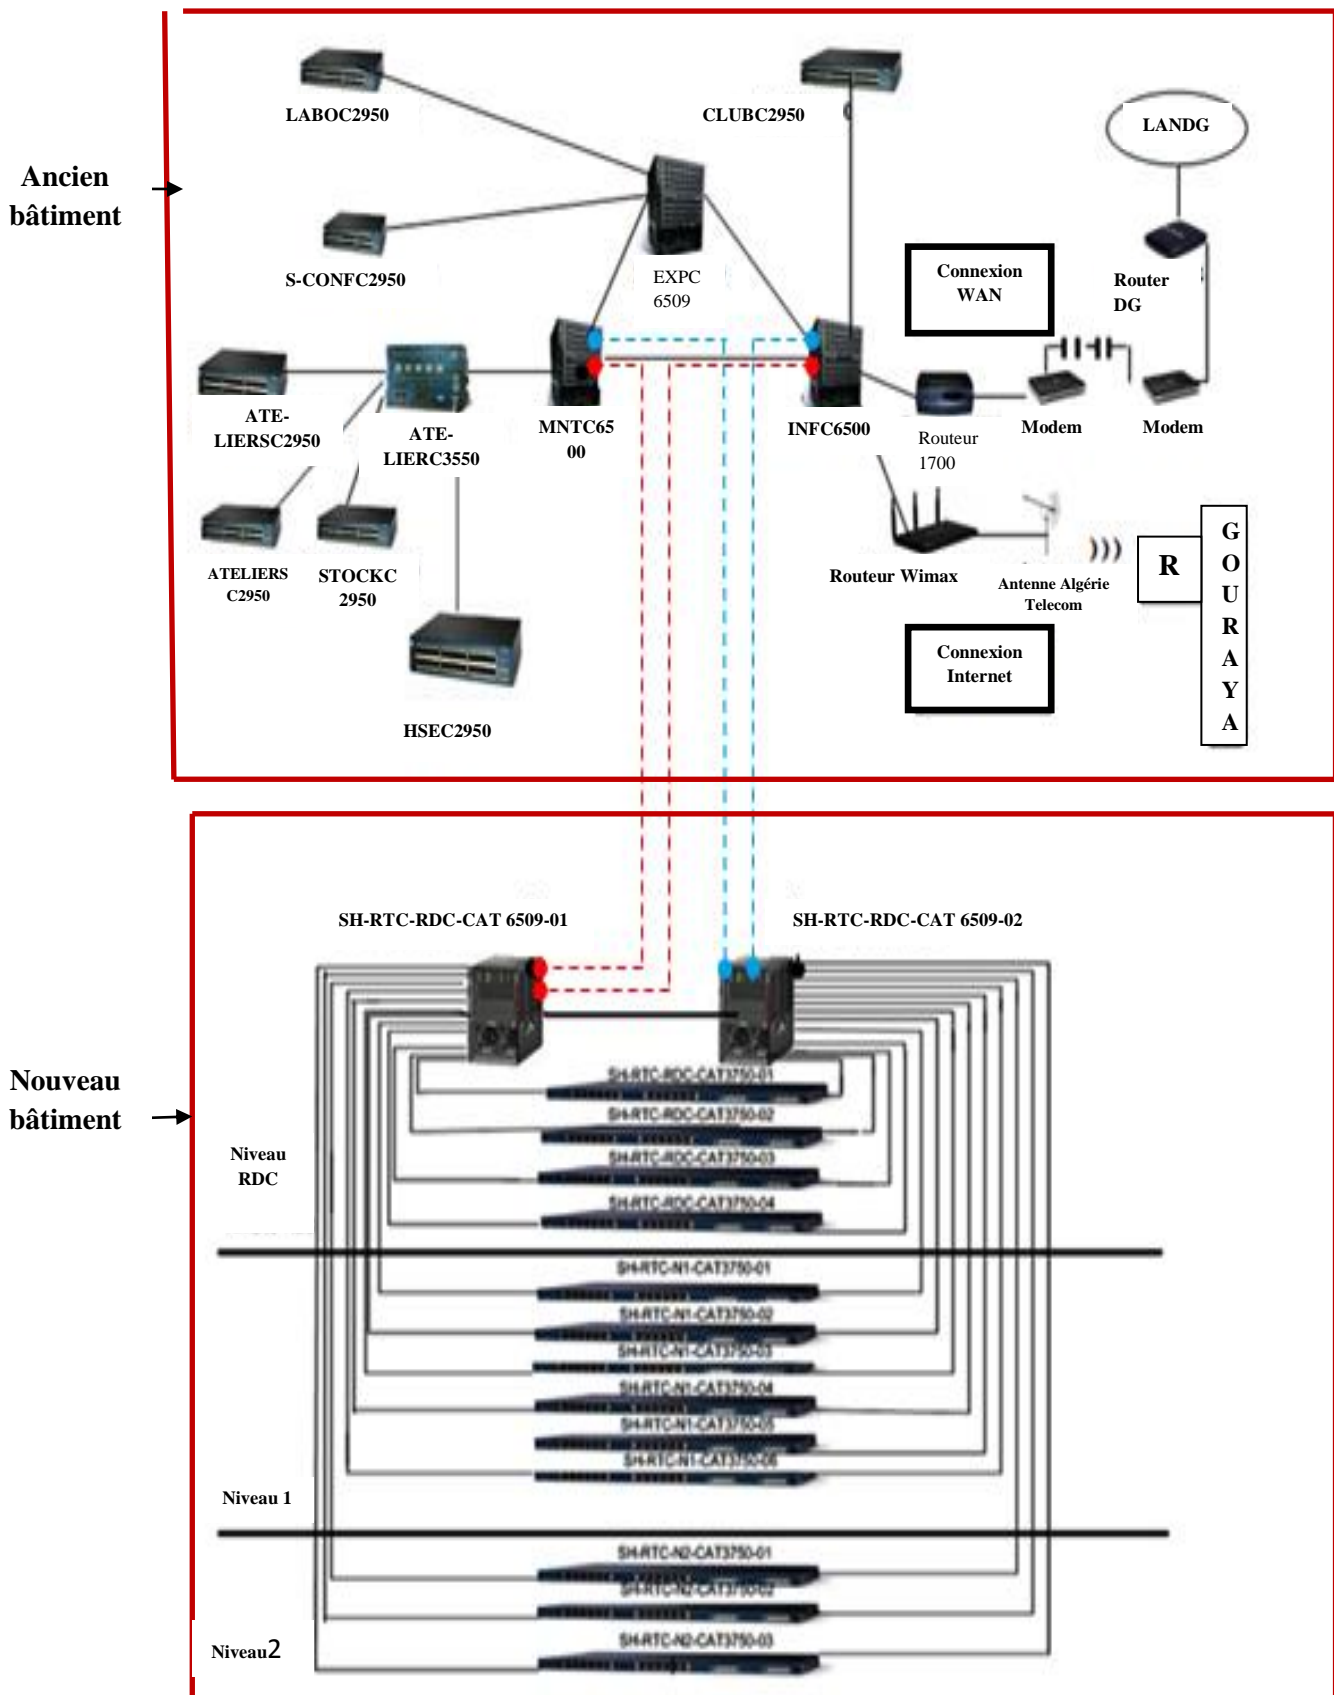 Ancien
bâtiment
LABOC2950
CLUBC2950
LANDG
S-CONFC2950
EXPC
6509
Connexion
WAN
Router
DG
ATE-
LIERSC2950
ATE-
LIERC3550
MNTC65
00
INFC6500
Routeur
1700
Modem
Modem
ATELIERS
C2950
STOCKC
2950
Routeur Wimax
Antenne Algérie
Telecom
R
G
O
U
R
A
Y
A
HSEC2950
Connexion
Internet
SH-RTC-RDC-CAT 6509-01
SH-RTC-RDC-CAT 6509-02
Nouveau
bâtiment
Niveau
RDC
SH-RTC-RDC-CAT3750-01
SH-RTC-RDC-CAT3750-02
SH-RTC-RDC-CAT3750-03
SH-RTC-RDC-CAT3750-04
SH-RTC-N1-CAT3750-01
SH-RTC-N1-CAT3750-02
SH-RTC-N1-CAT3750-03
SH-RTC-N1-CAT3750-04
SH-RTC-N1-CAT3750-05
SH-RTC-N1-CAT3750-06
Niveau 1
SH-RTC-N2-CAT3750-01
SH-RTC-N2-CAT3750-02
SH-RTC-N2-CAT3750-03
Niveau2